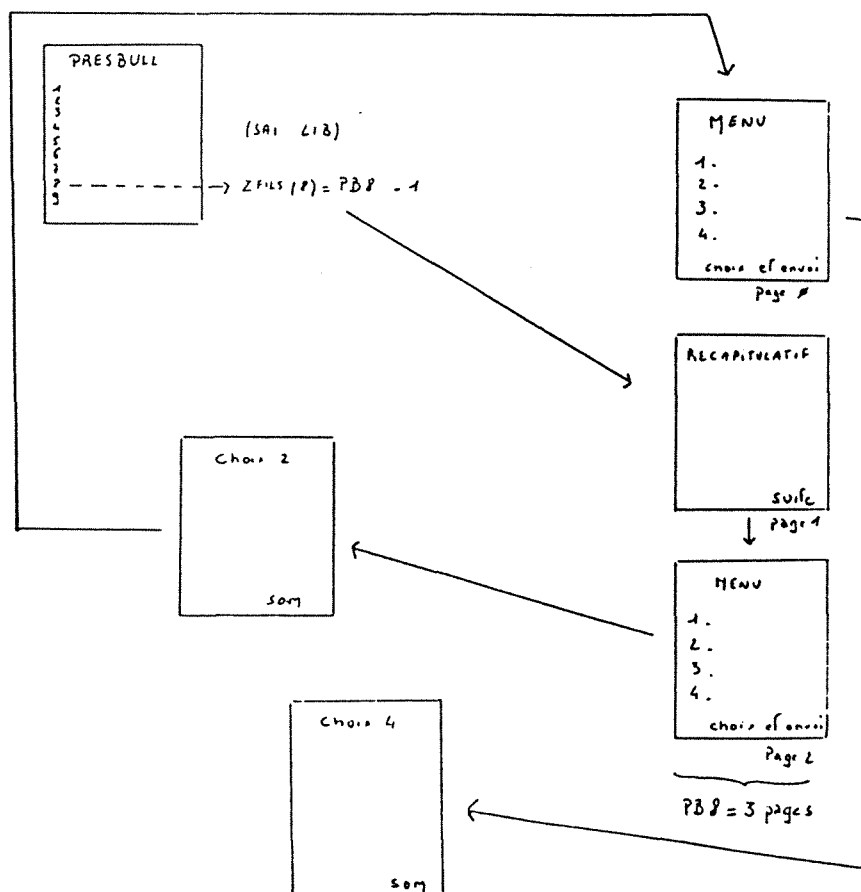 PRESBULL
1
2
3
4
5
6
7
8
(SAI LIB)
ZFILS (8) = PB8 - 1
MENU
1.
2.
3.
4.
choix et envoi
page ø
RECAPITULATIF
suite
page 1
Choix 2
som
MENU
1.
2.
3.
4.
choix et envoi
Page 2
PB8 = 3 pages
Choix 4
som